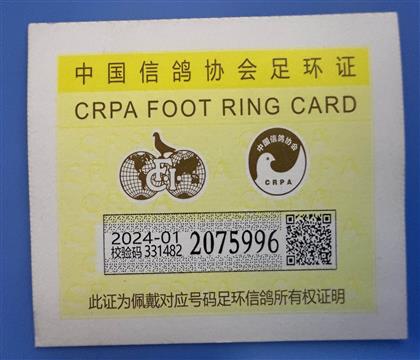 中国信鸽协会足环证
CRPA FOOT RING CARD
FCI
中国信鸽协会
CRPA
2024-01
校验码 331482
2075996
此证为佩戴对应号码足环信鸽所有权证明